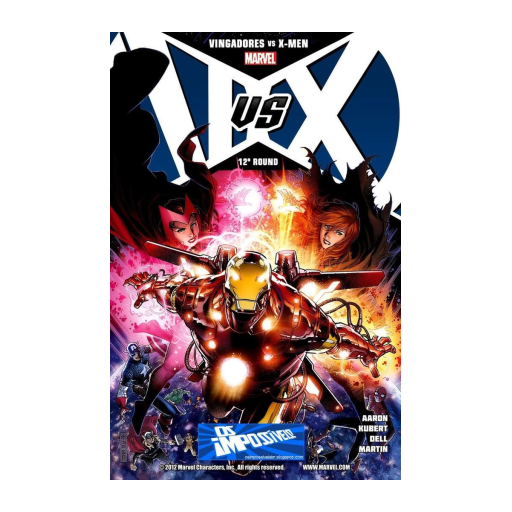 VINGADORES vs X-MEN
MARVEL
AVX
VS
12º ROUND
AARON
KUBERT
DELL
MARTIN
OS
IMPOSSÍVEIS
© 2012 Marvel Characters, Inc. All rights reserved.
WWW.MARVEL.COM